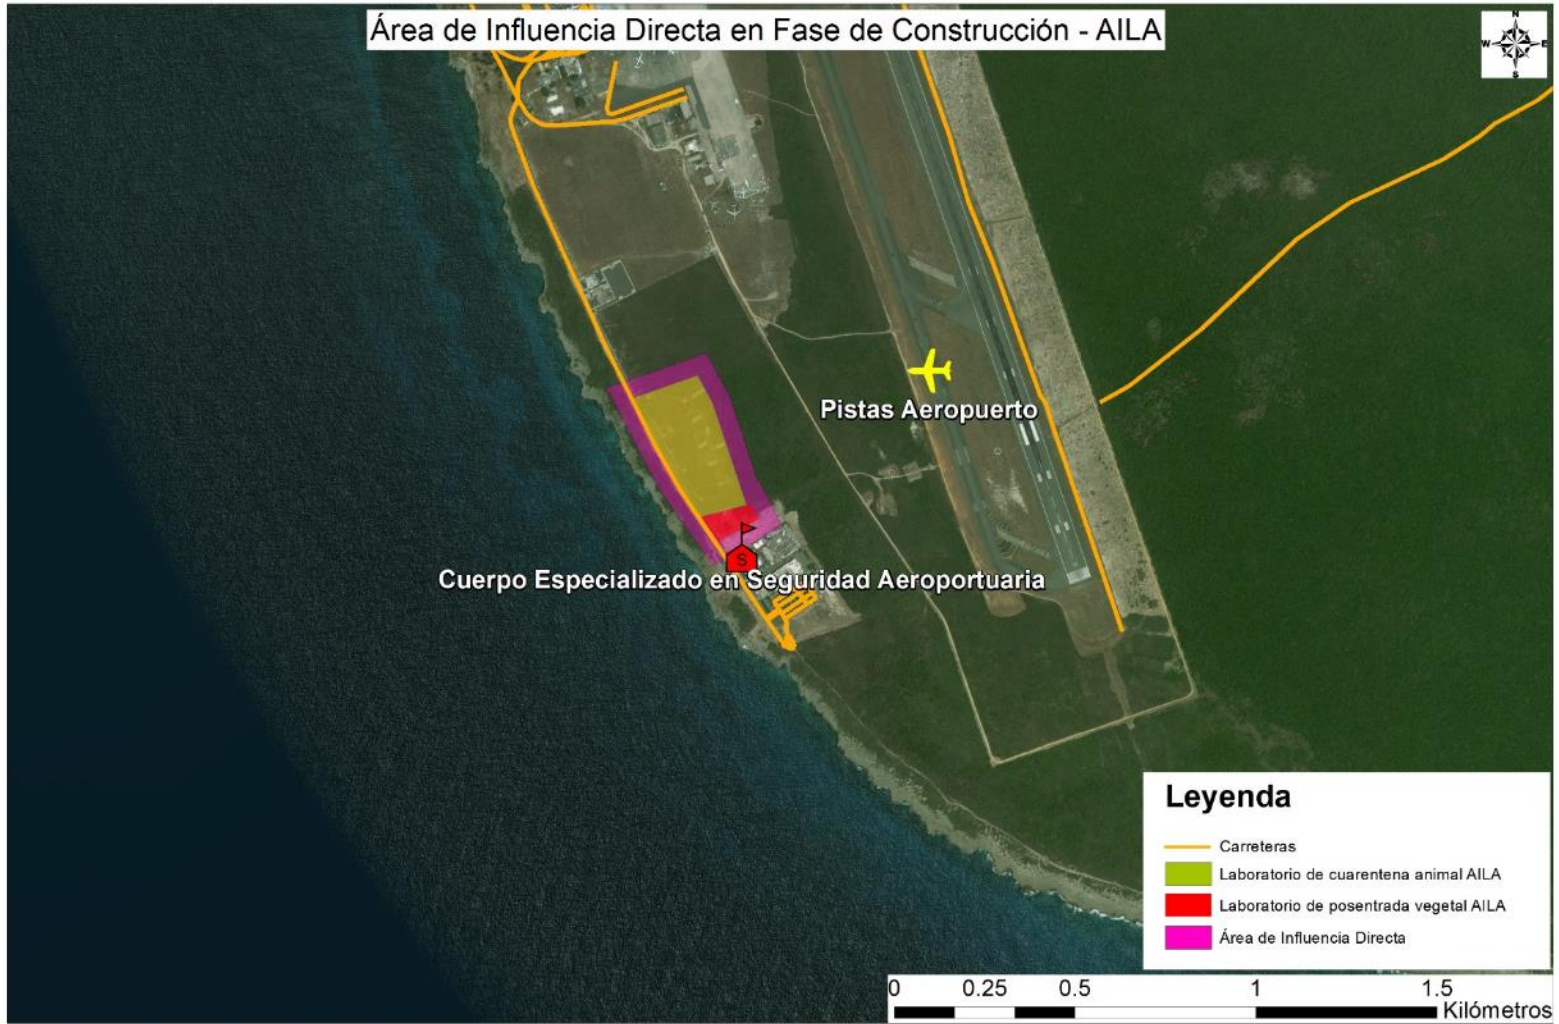 Área de Influencia Directa en Fase de Construcción - AILA
N
W E
S
Pistas Aeropuerto
S
Cuerpo Especializado en Seguridad Aeroportuaria
Leyenda
Carreteras
Laboratorio de cuarentena animal AILA
Laboratorio de posentrada vegetal AILA
Área de Influencia Directa
0 0.25 0.5 1 1.5
Kilómetros